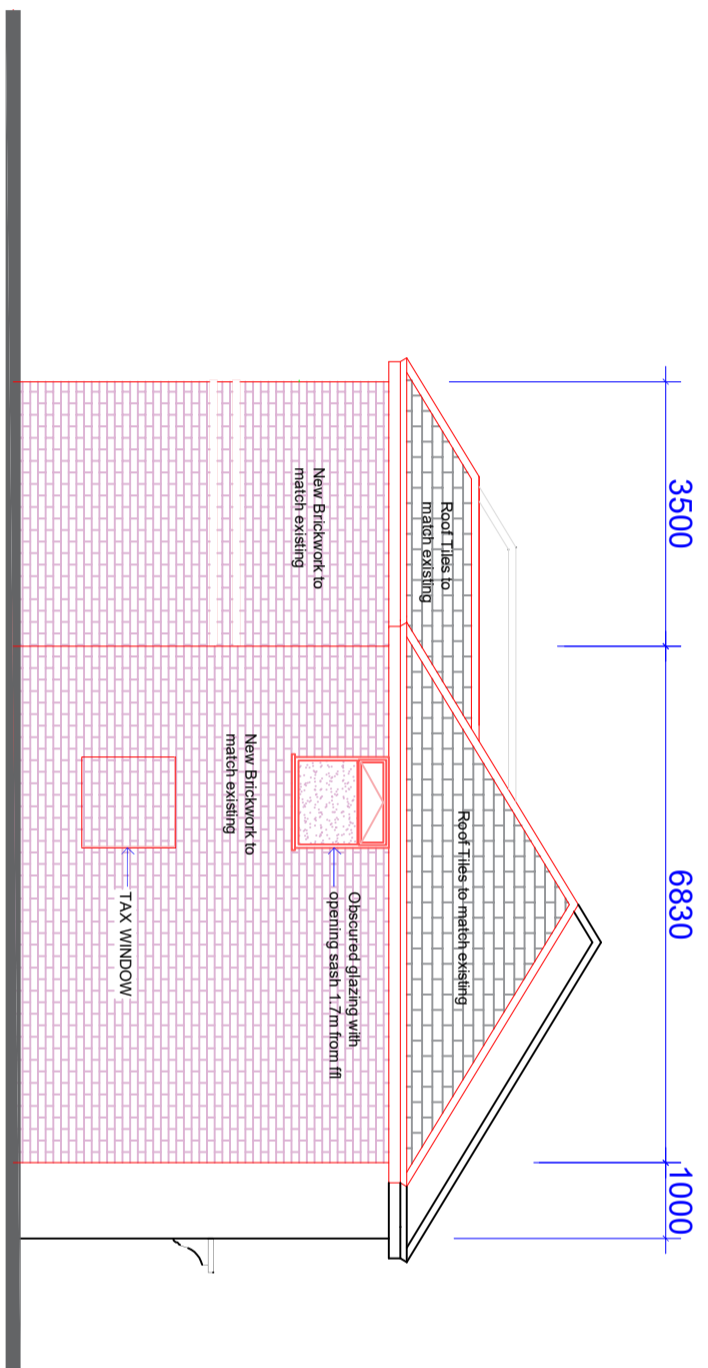 3500
6830
1000
Roof Tiles to
match existing
Roof Tiles to match existing
New Brickwork to
match existing
New Brickwork to
match existing
Obscured glazing with
opening sash 1.7m from ffl
TAX WINDOW